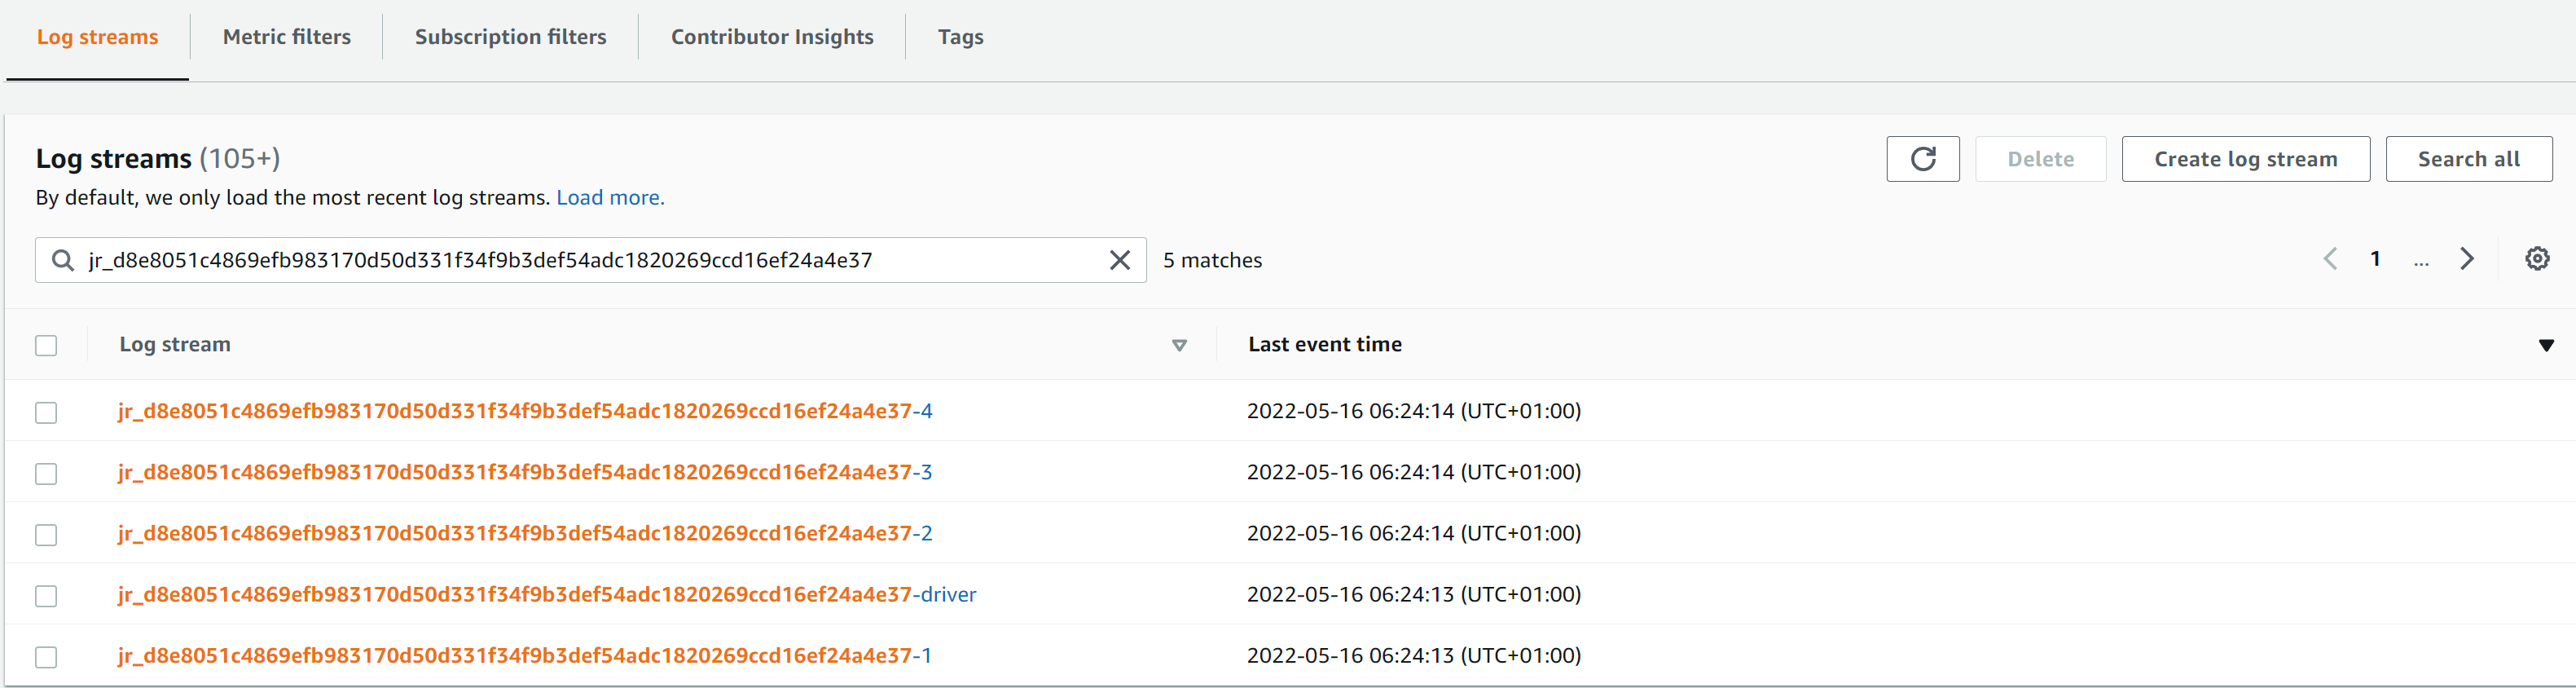 Log streams Metric filters Subscription filters Contributor Insights Tags
Log streams (105+)
Delete Create log stream Search all
By default, we only load the most recent log streams. Load more.
jr_d8e8051c4869efb983170d50d331f34f9b3def54adc1820269ccd16ef24a4e37 5 matches 1 ...
Log stream Last event time
jr_d8e8051c4869efb983170d50d331f34f9b3def54adc1820269ccd16ef24a4e37-4 2022-05-16 06:24:14 (UTC+01:00)
jr_d8e8051c4869efb983170d50d331f34f9b3def54adc1820269ccd16ef24a4e37-3 2022-05-16 06:24:14 (UTC+01:00)
jr_d8e8051c4869efb983170d50d331f34f9b3def54adc1820269ccd16ef24a4e37-2 2022-05-16 06:24:14 (UTC+01:00)
jr_d8e8051c4869efb983170d50d331f34f9b3def54adc1820269ccd16ef24a4e37-driver 2022-05-16 06:24:13 (UTC+01:00)
jr_d8e8051c4869efb983170d50d331f34f9b3def54adc1820269ccd16ef24a4e37-1 2022-05-16 06:24:13 (UTC+01:00)